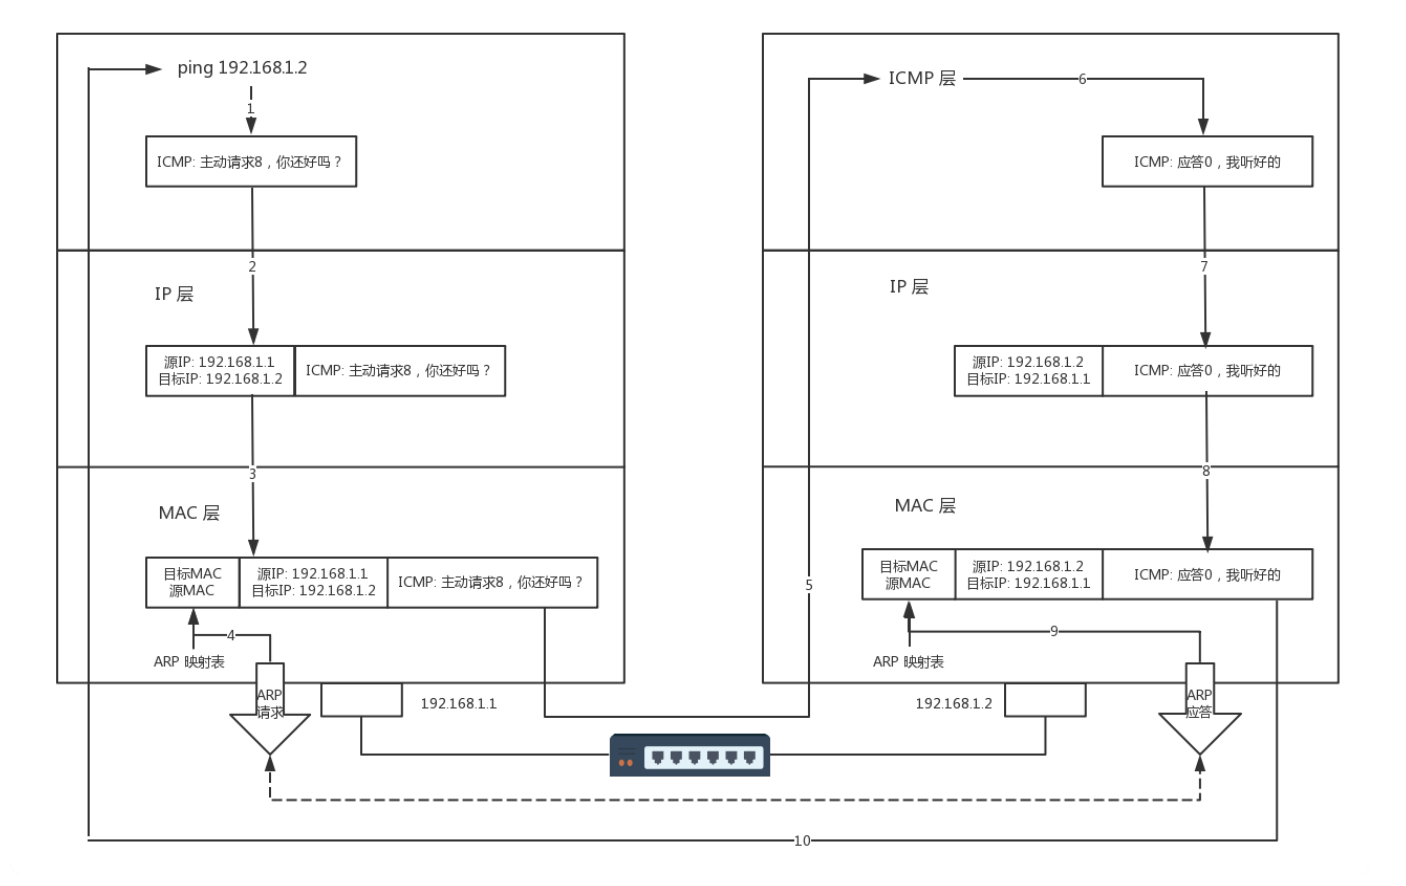 ping 192.168.1.2
1
ICMP: 主动请求8，你还好吗？
2
IP 层
源IP: 192.168.1.1
目标IP: 192.168.1.2
ICMP: 主动请求8，你还好吗？
3
MAC 层
目标MAC
源MAC
源IP: 192.168.1.1
目标IP: 192.168.1.2
ICMP: 主动请求8，你还好吗？
4
ARP 映射表
ARP
请求
192.168.1.1
5
ICMP 层
6
ICMP: 应答0，我听好的
7
IP 层
源IP: 192.168.1.2
目标IP: 192.168.1.1
ICMP: 应答0，我听好的
8
MAC 层
目标MAC
源MAC
源IP: 192.168.1.2
目标IP: 192.168.1.1
ICMP: 应答0，我听好的
9
ARP 映射表
ARP
应答
192.168.1.2
10